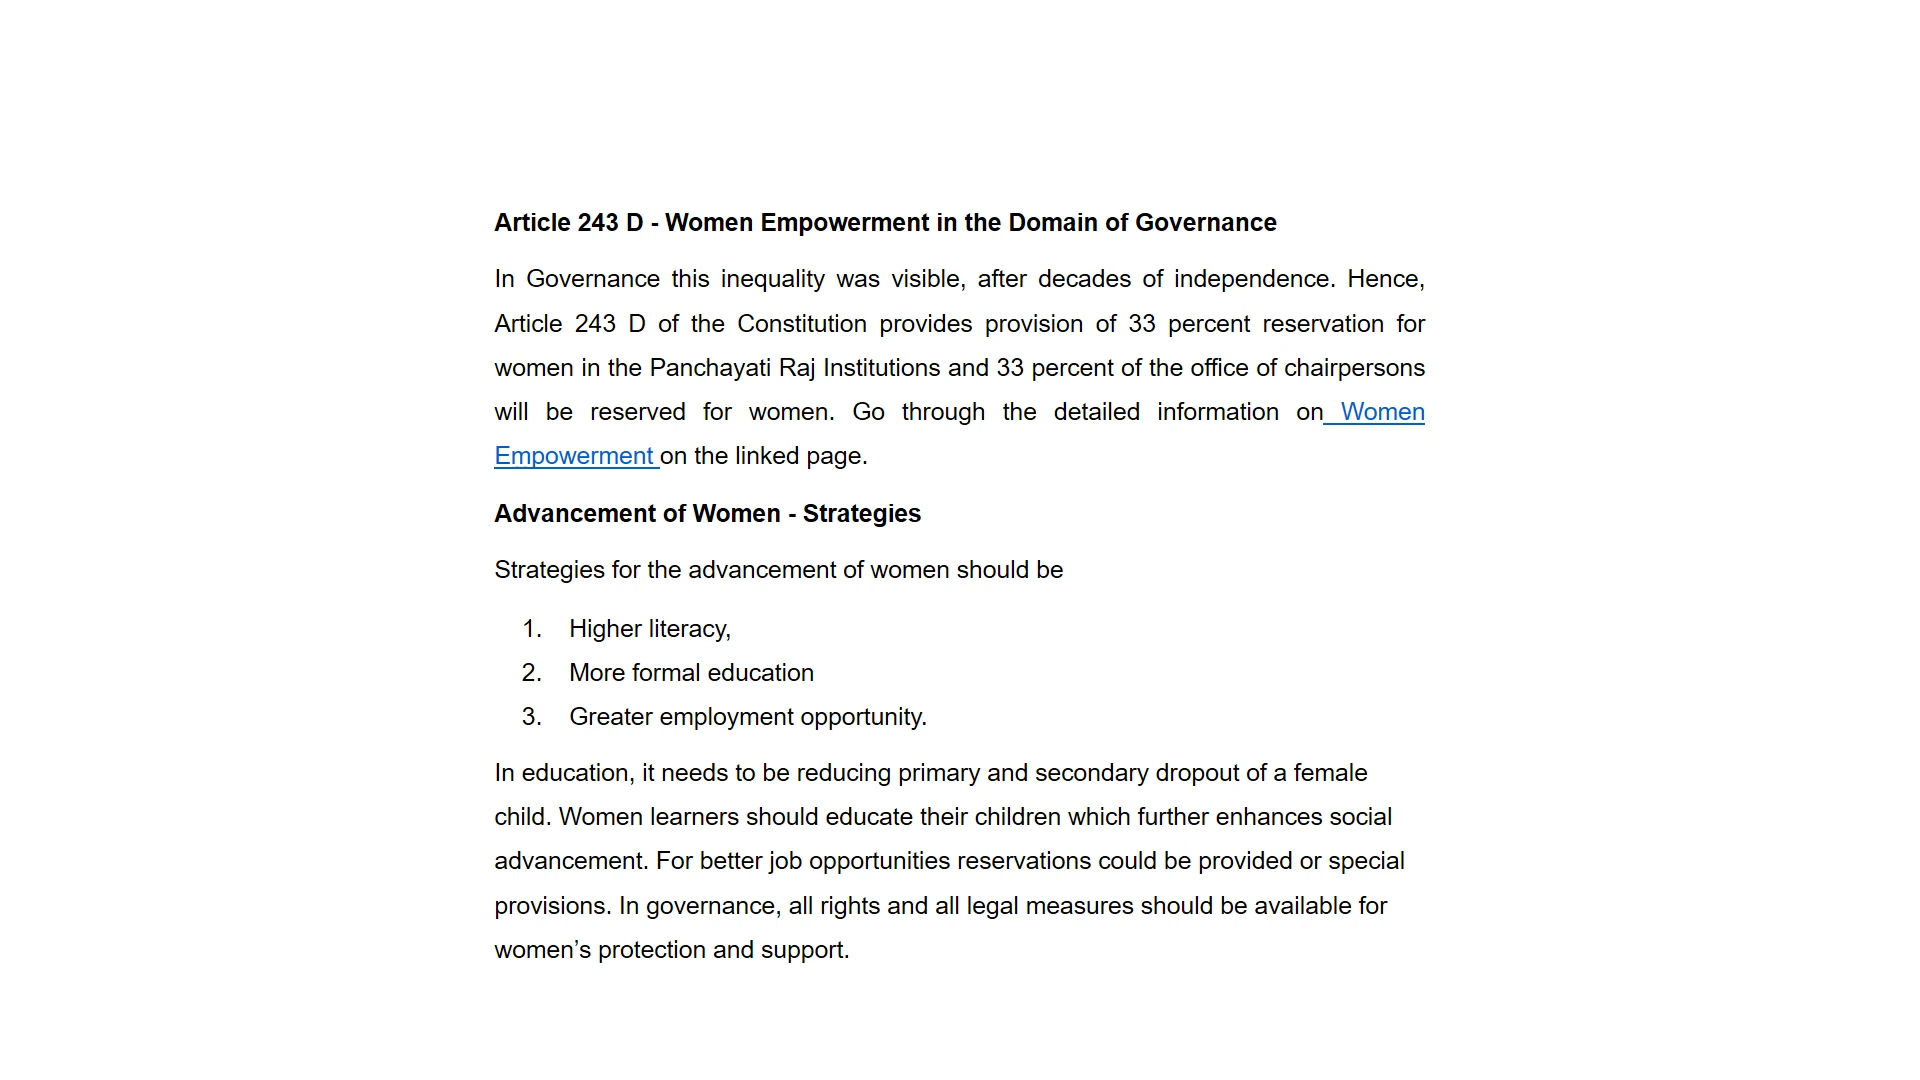 Article 243 D - Women Empowerment in the Domain of Governance
In Governance this inequality was visible, after decades of independence. Hence,
Article 243 D of the Constitution provides provision of 33 percent reservation for
women in the Panchayati Raj Institutions and 33 percent of the office of chairpersons
will be reserved for women. Go through the detailed information on Women
Empowerment on the linked page.
Advancement of Women - Strategies
Strategies for the advancement of women should be
1. Higher literacy,
2. More formal education
3. Greater employment opportunity.
In education, it needs to be reducing primary and secondary dropout of a female
child. Women learners should educate their children which further enhances social
advancement. For better job opportunities reservations could be provided or special
provisions. In governance, all rights and all legal measures should be available for
women’s protection and support.